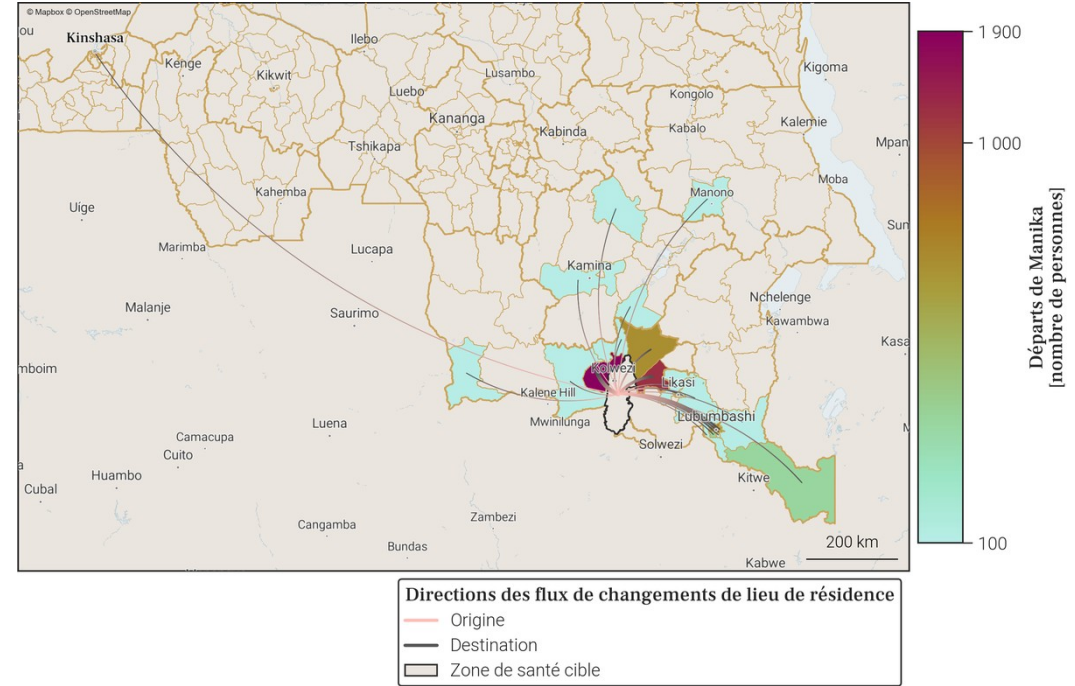 © Mapbox © OpenStreetMap
ou
Kinshasa
Kenge
Kikwit
Ilebo
Luebo
Lusambo
Kananga
Tshikapa
Kabinda
Kongolo
Kabalo
Kigoma
Kalemie
Mpan
Moba
Manono
Sun
Uige
Kahemba
Marimba
Lucapa
Kamina
Malanje
Saurimo
Nchelenge
Kawambwa
Kasa
mboim
Kolwezi
Likasi
Kalene Hill
Lubumbashi
Mwinilunga
Luena
Solwezi
Camacupa
Cuito
Kitwe
Huambo
Cubal
Zambezi
Cangamba
Bundas
Kabwe
200 km
1 900
1 000
100
Départs de Manika
[nombre de personnes]
Directions des flux de changements de lieu de résidence
Origine
Destination
Zone de santé cible